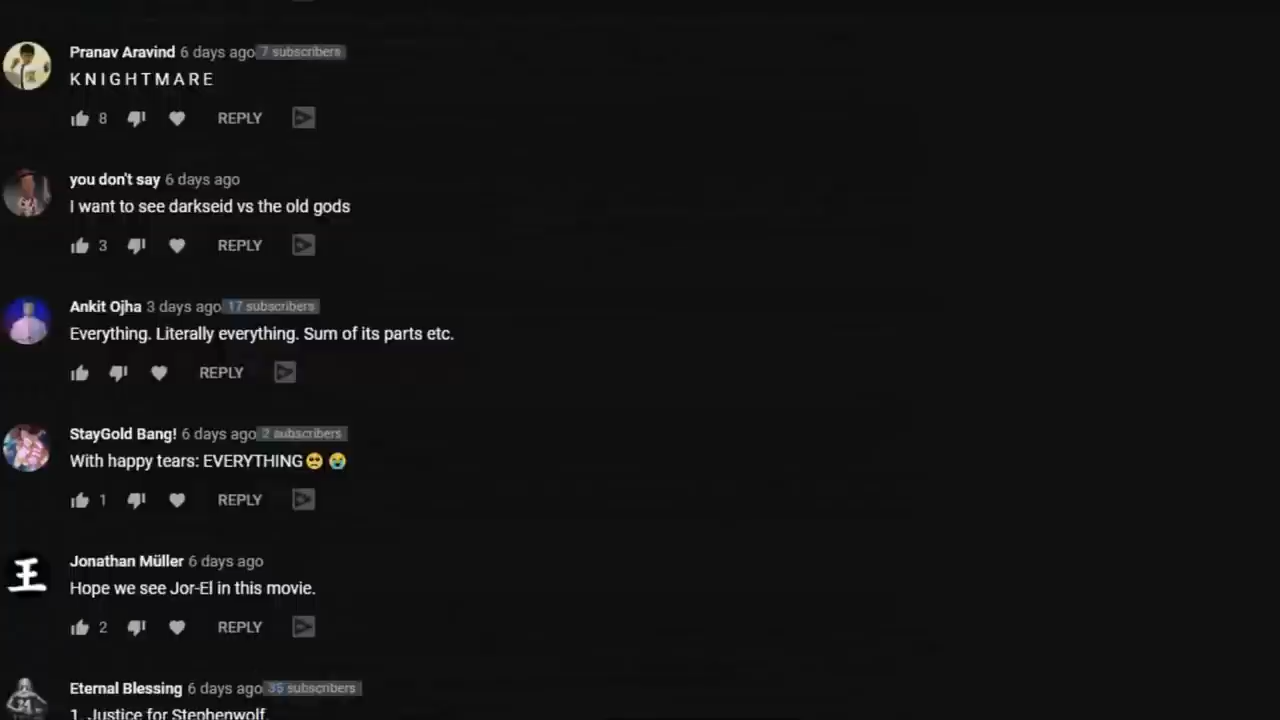 Pranav Aravind 6 days ago 7 subscribers
K N I G H T M A R E
8 REPLY
you don't say 6 days ago
I want to see darkseid vs the old gods
3 REPLY
Ankit Ojha 3 days ago 17 subscribers
Everything. Literally everything. Sum of its parts etc.
REPLY
StayGold Bang! 6 days ago 2 subscribers
With happy tears: EVERYTHING🥺 😭
1 REPLY
王
Jonathan Müller 6 days ago
Hope we see Jor-El in this movie.
2 REPLY
Eternal Blessing 6 days ago 35 subscribers
1. Justice for Stephenwolf.